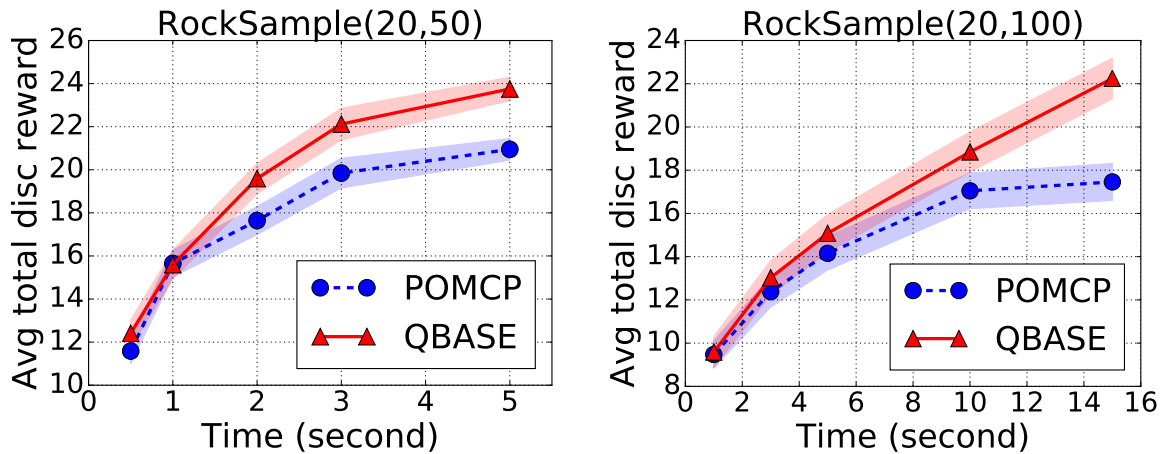 RockSample(20,50)
Avg total disc reward
26
24
22
20
18
16
14
12
10
0 1 2 3 4 5
Time (second)
POMCP
QBASE
RockSample(20,100)
Avg total disc reward
24
22
20
18
16
14
12
10
8
0 2 4 6 8 10 12 14 16
Time (second)
POMCP
QBASE